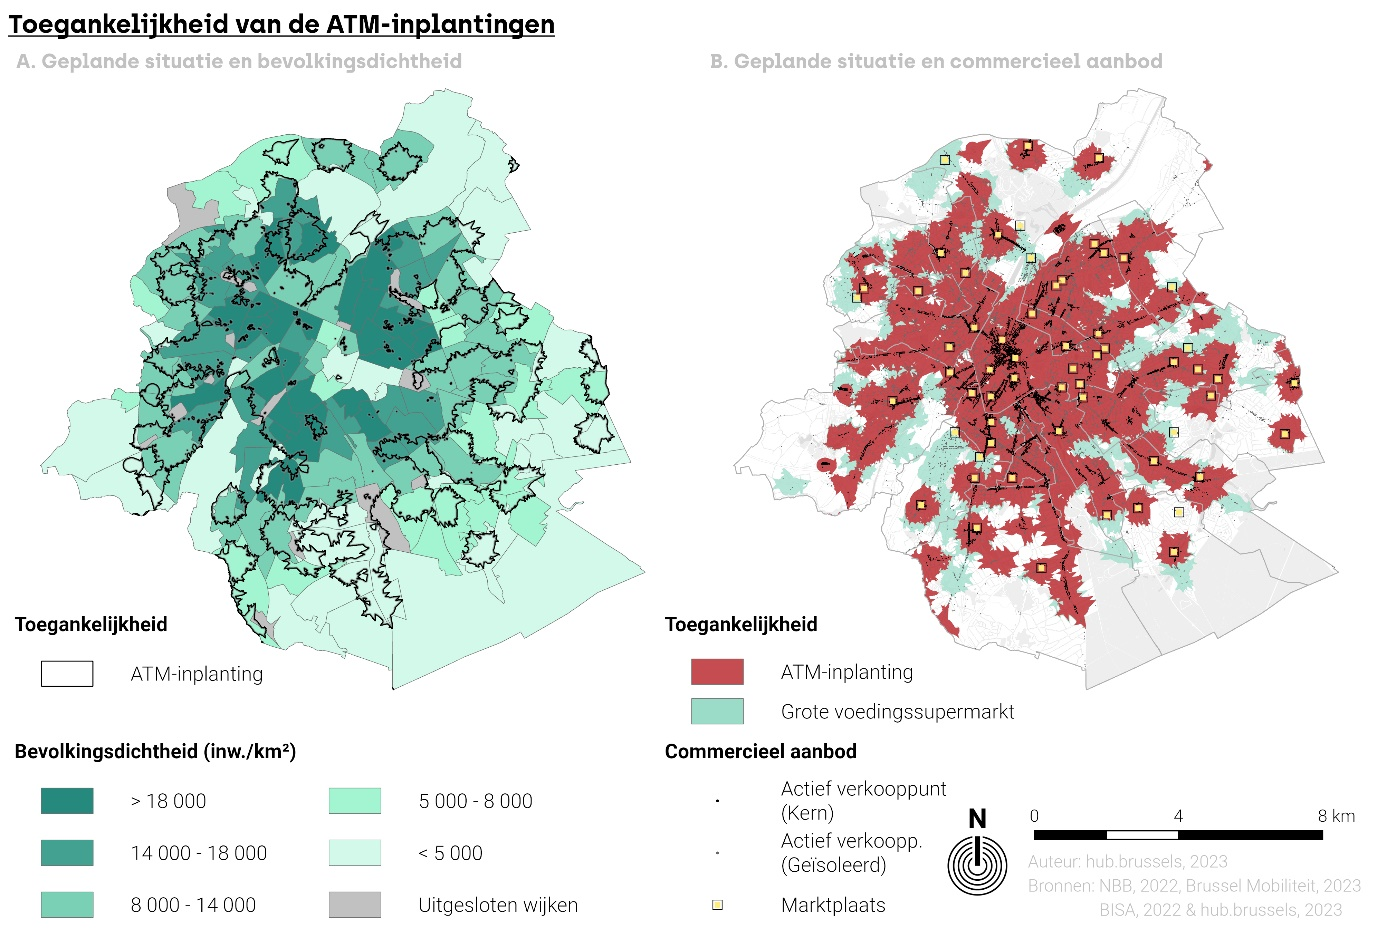 Toegankelijkheid van de ATM-inplantingen
A. Geplande situatie en bevolkingsdichtheid
B. Geplande situatie en commercieel aanbod
Toegankelijkheid
ATM-inplanting
Bevolkingsdichtheid (inw./km²)
> 18 000
14 000 - 18 000
8 000 - 14 000
5 000 - 8 000
< 5 000
Uitgesloten wijken
Toegankelijkheid
ATM-inplanting
Grote voedingssupermarkt
Commercieel aanbod
Actief verkooppunt
(Kern)
Actief verkoopp.
(Geïsoleerd)
Marktplaats
N
0 4 8 km
Auteur: hub.brussels, 2023
Bronnen: NBB, 2022, Brussel Mobiliteit, 2023
BISA, 2022 & hub.brussels, 2023